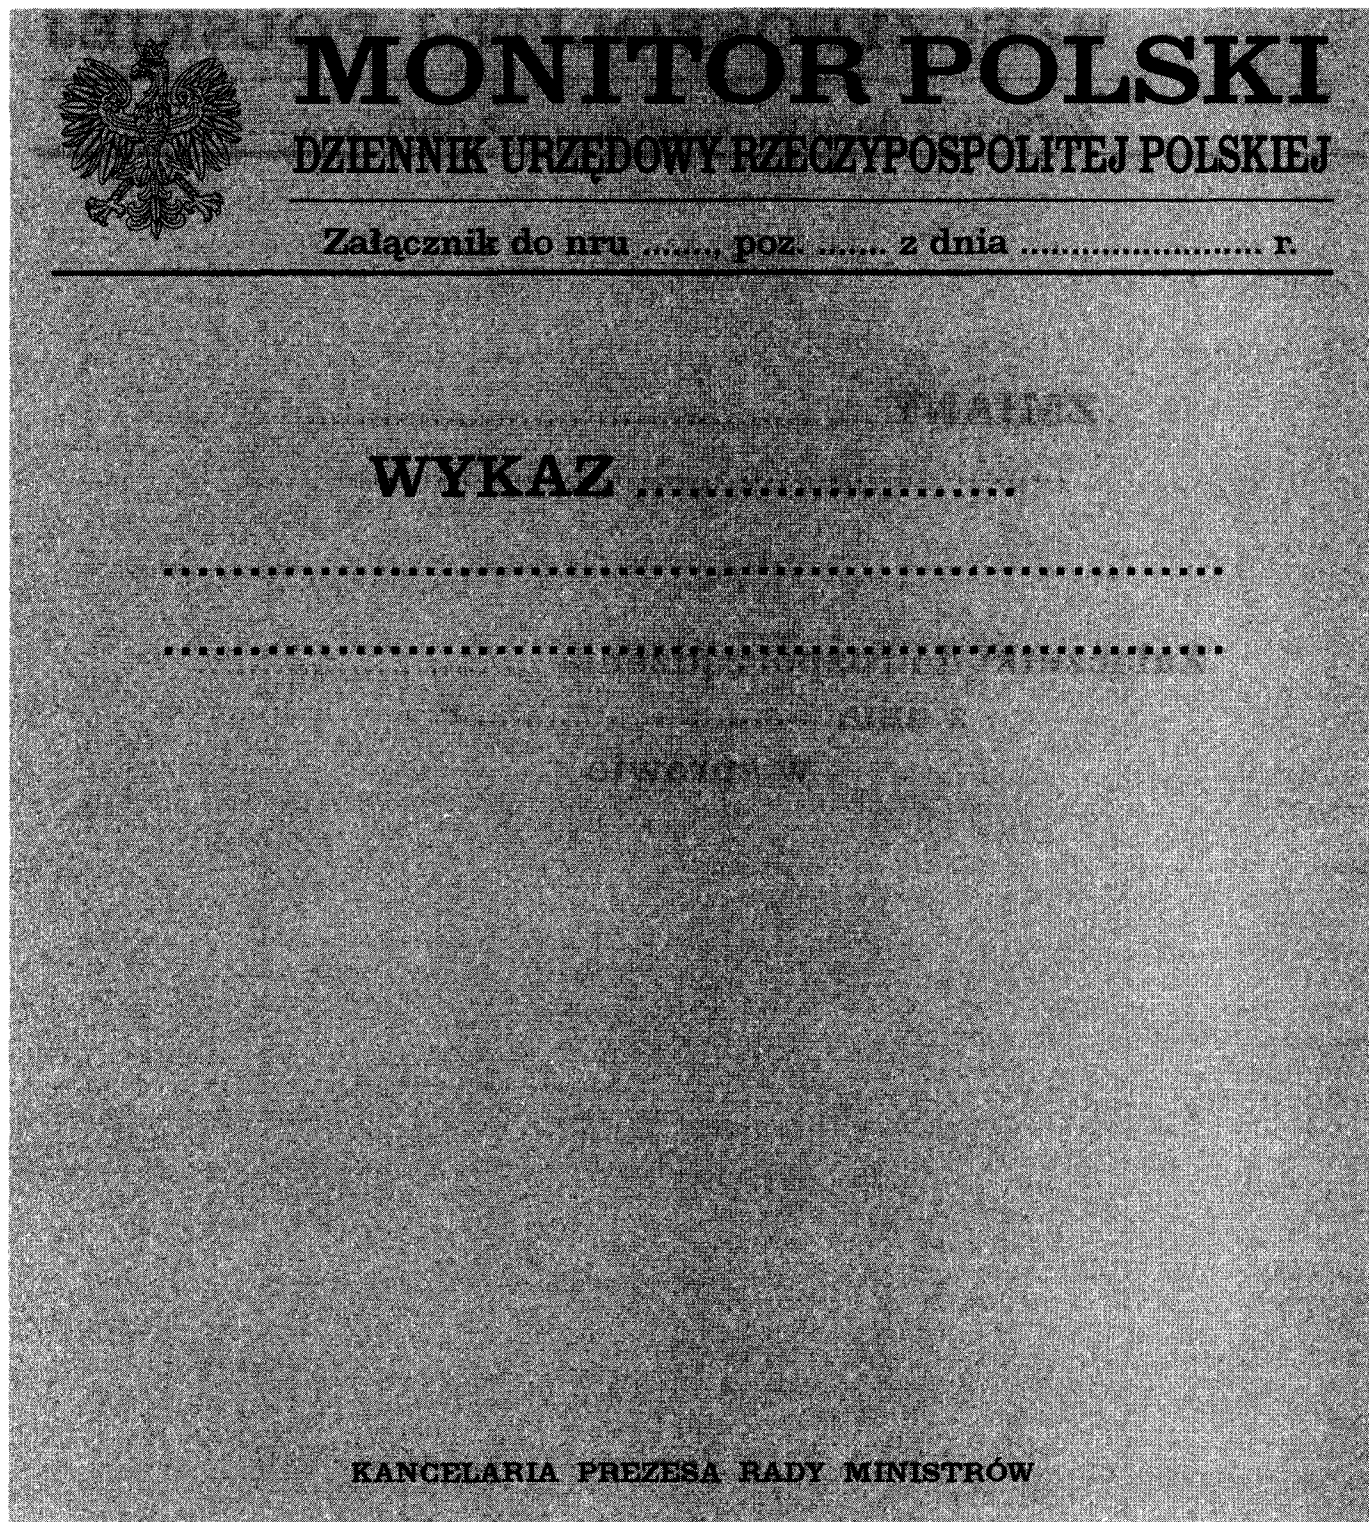 MONITOR POLSKI
DZIENNIK URZĘDOWY RZECZYPOSPOLITEJ POLSKIEJ
Załącznik do nru ....... poz. ....... z dnia ....................... r.
WYKAZ ......................
.............................................................
.............................................................
KANCELARIA PREZESA RADY MINISTRÓW